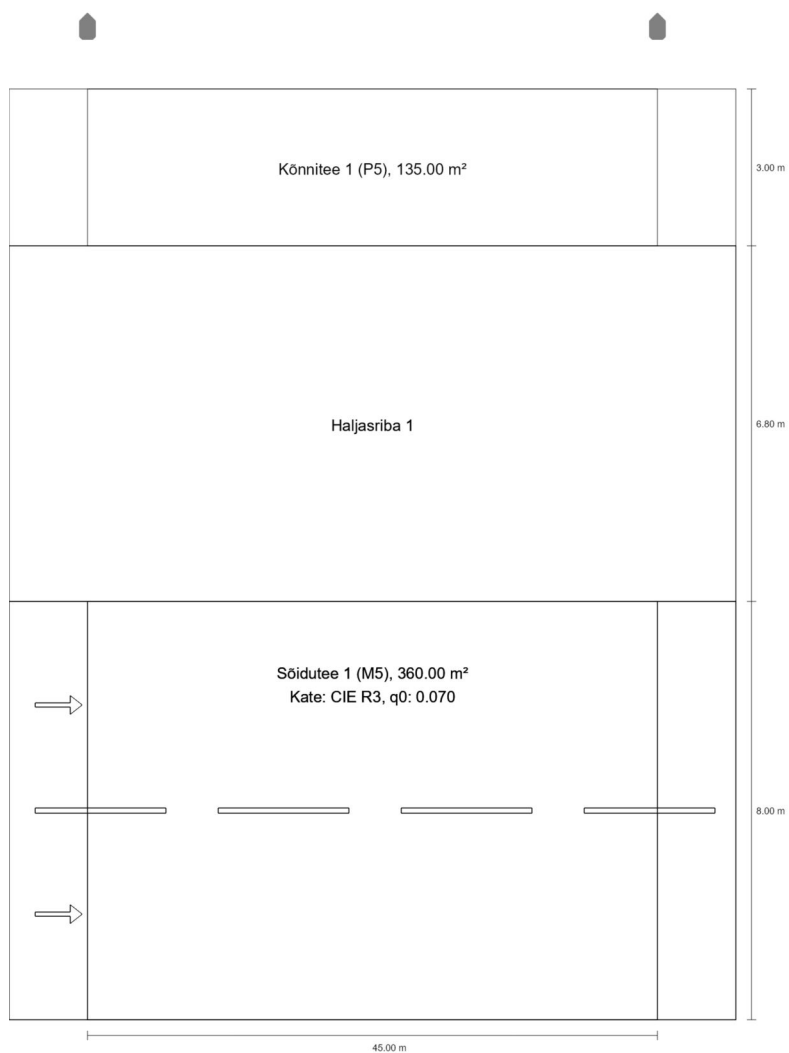 Kõnnitee 1 (P5), 135.00 m²
3.00 m
Haljasriba 1
6.80 m
Sõidutee 1 (M5), 360.00 m²
Kate: CIE R3, q0: 0.070
8.00 m
45.00 m